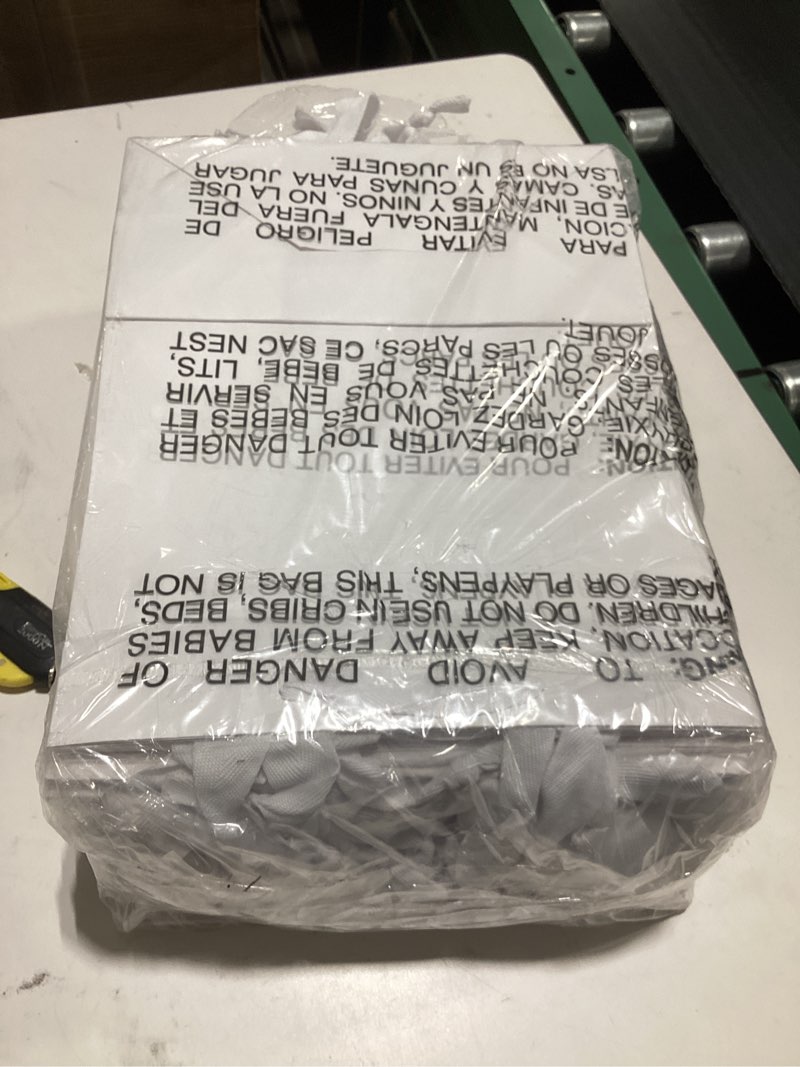 NG: TO AVOID DANGER OF
OCATION, KEEP AWAY FROM BABIES
HILDREN. DO NOT USE IN CRIBS, BEDS,
AGES OR PLAYPENS, THIS BAG IS NOT
TION: POUR EVITER TOUT DANGER
YXIE, GARDEZ LOIN DES BEBES ET
NE PAS VOUS EN SERVIR
LES COUCHETTES DE BEBE, LITS,
SSES OU LES PARCS, CE SAC NEST
JOUET.
PARA EVITAR PELIGRO DE
CION, MANTENGALA FUERA DEL
E DE INFANTES Y NINOS. NO LA USE
AS. CAMAS Y CUNAS PARA JUGAR
LSA NO ES UN JUGUETE.